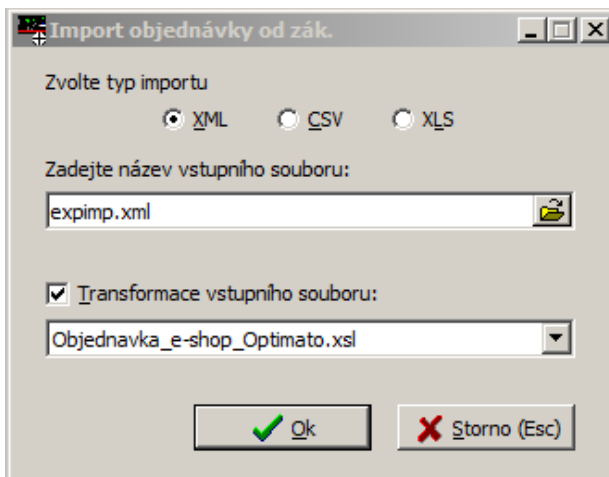 Import objednávky od zák.
Zvolte typ importu
XML CSV XLS
Zadejte název vstupního souboru:
expimp.xml
Transformace vstupního souboru:
Objednavka_e-shop_Optimato.xsl
Ok Storno (Esc)